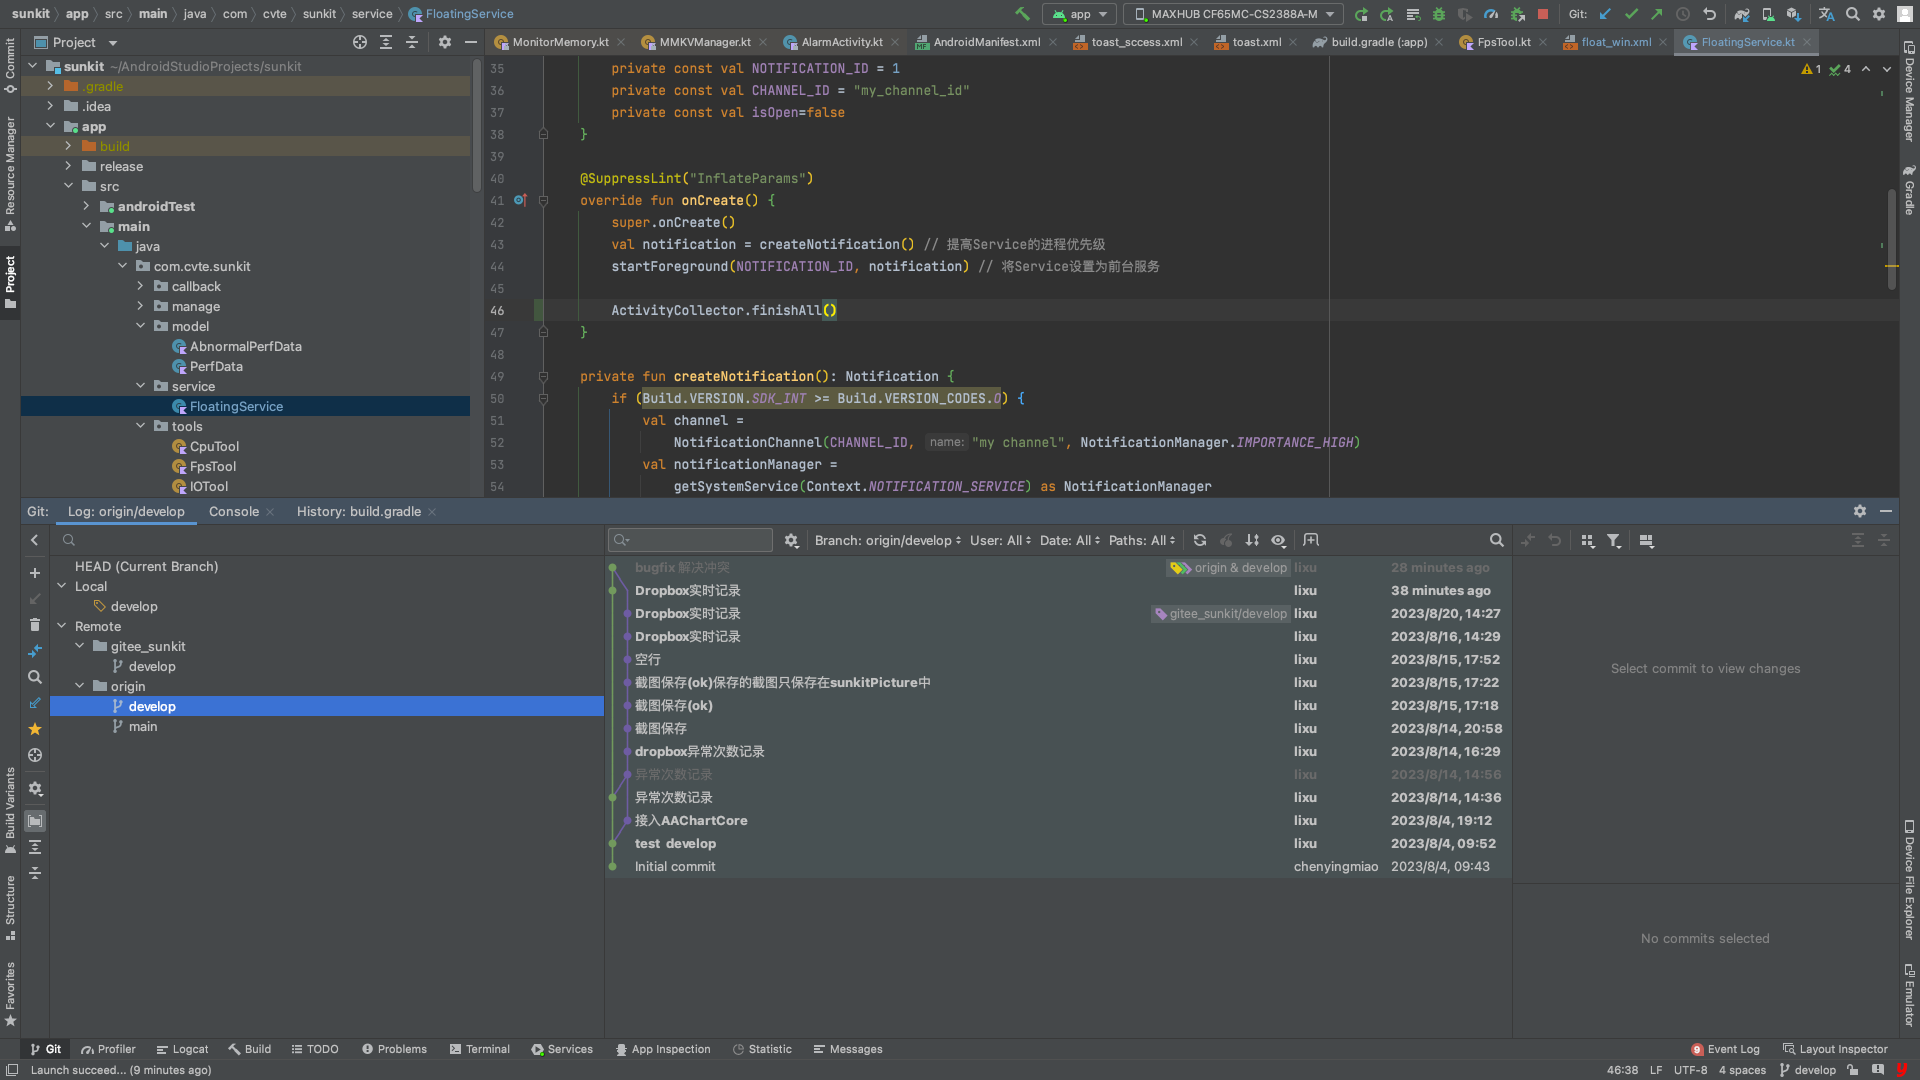 sunkit app src main java com cvte sunkit service FloatingService app MAXHUB CF65MC-CS2388A-M Git:
Project MonitorMemory.kt MMKVManager.kt AlarmActivity.kt AndroidManifest.xml toast_sccess.xml toast.xml build.gradle (:app) FpsTool.kt float_win.xml FloatingService.kt
sunkit ~/AndroidStudioProjects/sunkit
.gradle
.idea
app
build
release
src
androidTest
main
java
com.cvte.sunkit
callback
manage
model
AbnormalPerfData
PerfData
service
FloatingService
tools
CpuTool
FpsTool
IOTool
35 private const val NOTIFICATION_ID = 1
36 private const val CHANNEL_ID = "my_channel_id"
37 private const val isOpen=false
38 }
39
40 @SuppressLint("InflateParams")
41 override fun onCreate() {
42 super.onCreate()
43 val notification = createNotification() // 提高Service的进程优先级
44 startForeground(NOTIFICATION_ID, notification) // 将Service设置为前台服务
45
46 ActivityCollector.finishAll()
47 }
48
49 private fun createNotification(): Notification {
50 if (Build.VERSION.SDK_INT >= Build.VERSION_CODES.O) {
51 val channel =
52 NotificationChannel(CHANNEL_ID, name: "my channel", NotificationManager.IMPORTANCE_HIGH)
53 val notificationManager =
54 getSystemService(Context.NOTIFICATION_SERVICE) as NotificationManager
1 4
Commit
Resource Manager
Project
Build Variants
Structure
Favorites
Device Manager
Gradle
Device File Explorer
Emulator
Git: Log: origin/develop Console History: build.gradle
Branch: origin/develop User: All Date: All Paths: All
HEAD (Current Branch)
Local
develop
Remote
gitee_sunkit
develop
origin
develop
main
bugfix 解决冲突 origin & develop lixu 28 minutes ago
Dropbox实时记录 lixu 38 minutes ago
Dropbox实时记录 gitee_sunkit/develop lixu 2023/8/20, 14:27
Dropbox实时记录 lixu 2023/8/16, 14:29
空行 lixu 2023/8/15, 17:52
截图保存(ok)保存的截图只保存在sunkitPicture中 lixu 2023/8/15, 17:22
截图保存(ok) lixu 2023/8/15, 17:18
截图保存 lixu 2023/8/14, 20:58
dropbox异常次数记录 lixu 2023/8/14, 16:29
异常次数记录 lixu 2023/8/14, 14:56
异常次数记录 lixu 2023/8/14, 14:36
接入AAChartCore lixu 2023/8/4, 19:12
test develop lixu 2023/8/4, 09:52
Initial commit chenyingmiao 2023/8/4, 09:43
Select commit to view changes
No commits selected
Git Profiler Logcat Build TODO Problems Terminal Services App Inspection Statistic Messages 9 Event Log Layout Inspector
Launch succeed... (9 minutes ago) 46:38 LF UTF-8 4 spaces develop